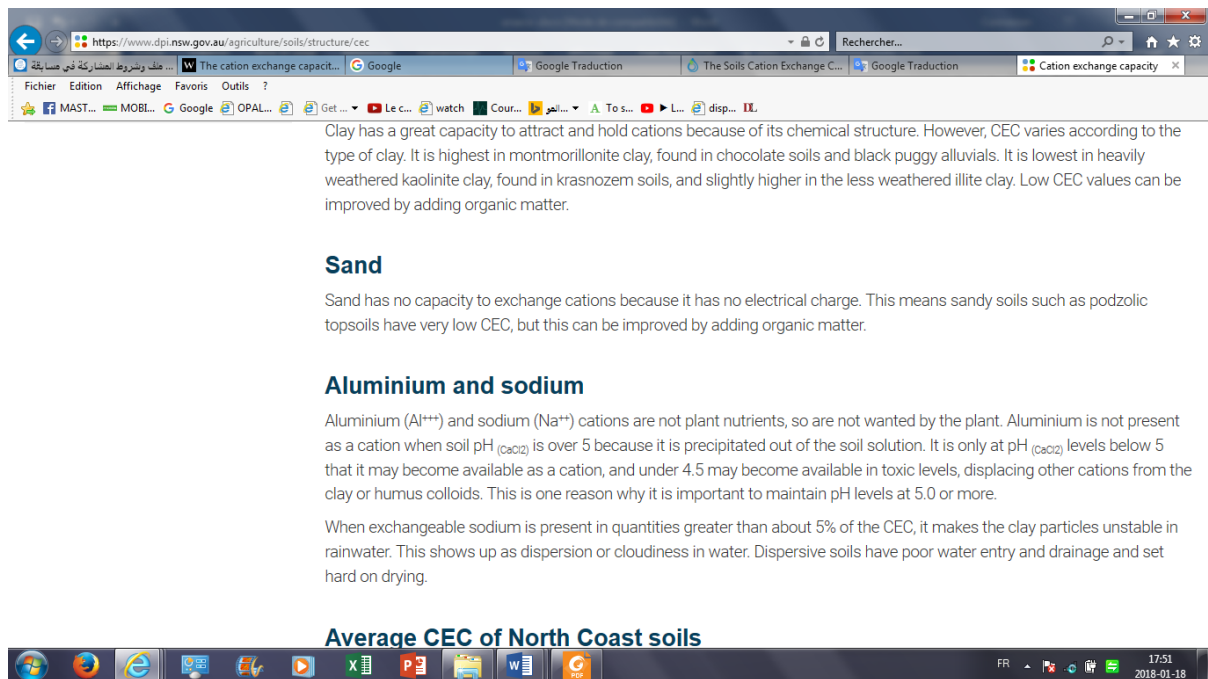 https://www.dpi.nsw.gov.au/agriculture/soils/structure/cec
Rechercher...
ملف وشروط المشاركة في مسابقة ...
W The cation exchange capacit...
G Google
Google Traduction
The Soils Cation Exchange C...
Google Traduction
Cation exchange capacity
Fichier Edition Affichage Favoris Outils ?
MAST... MOBI... G Google OPAL... Get ... Le c... watch Cour... ... A To s... L... disp...
Clay has a great capacity to attract and hold cations because of its chemical structure. However, CEC varies according to the
type of clay. It is highest in montmorillonite clay, found in chocolate soils and black puggy alluvials. It is lowest in heavily
weathered kaolinite clay, found in krasnozem soils, and slightly higher in the less weathered illite clay. Low CEC values can be
improved by adding organic matter.
Sand
Sand has no capacity to exchange cations because it has no electrical charge. This means sandy soils such as podzolic
topsoils have very low CEC, but this can be improved by adding organic matter.
Aluminium and sodium
Aluminium (Al⁺⁺⁺) and sodium (Na⁺⁺) cations are not plant nutrients, so are not wanted by the plant. Aluminium is not present
as a cation when soil pH (CaCl2) is over 5 because it is precipitated out of the soil solution. It is only at pH (CaCl2) levels below 5
that it may become available as a cation, and under 4.5 may become available in toxic levels, displacing other cations from the
clay or humus colloids. This is one reason why it is important to maintain pH levels at 5.0 or more.
When exchangeable sodium is present in quantities greater than about 5% of the CEC, it makes the clay particles unstable in
rainwater. This shows up as dispersion or cloudiness in water. Dispersive soils have poor water entry and drainage and set
hard on drying.
Average CEC of North Coast soils
FR
17:51
2018-01-18